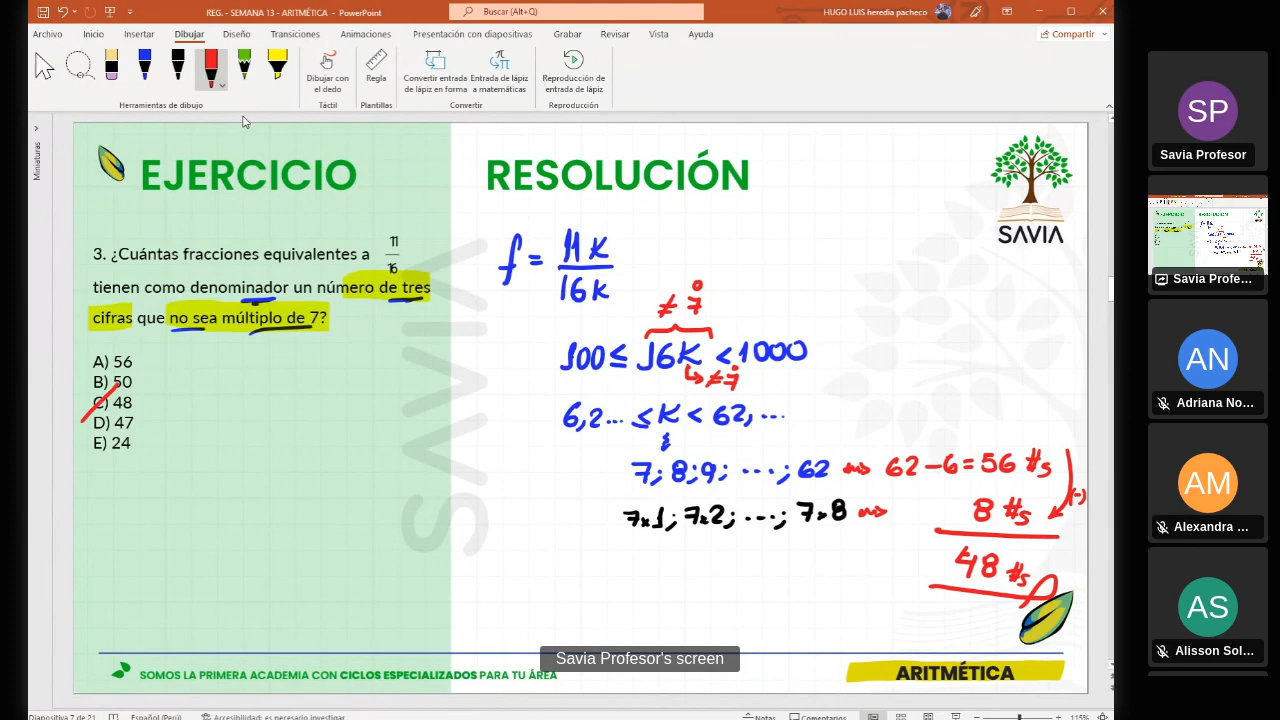 REG. - SEMANA 13 - ARITMÉTICA - PowerPoint
Buscar (Alt+Q)
HUGO LUIS heredia pacheco
Archivo Inicio Insertar Dibujar Diseño Transiciones Animaciones Presentación con diapositivas Grabar Revisar Vista Ayuda
Compartir
Dibujar con el dedo
Regla
Convertir entrada de lápiz en forma
Entrada de lápiz a matemáticas
Reproducción de entrada de lápiz
Herramientas de dibujo
Táctil
Plantillas
Convertir
Reproducción
Miniaturas
EJERCICIO
3. ¿Cuántas fracciones equivalentes a 11/16
tienen como denominador un número de tres
cifras que no sea múltiplo de 7?
A) 56
B) 50
C) 48
D) 47
E) 24
SAVIA
RESOLUCIÓN
SAVIA
f = 11K/16K
≠ 7°
100 ≤ 16K < 1000
↳ ≠ 7°
6,2... ≤ K < 62,...
7; 8; 9; ...; 62 ⇒ 62 − 6 = 56 #s
7x1; 7x2; ...; 7x8 ⇒ 8 #s (-)
48 #s
SOMOS LA PRIMERA ACADEMIA CON CICLOS ESPECIALIZADOS PARA TU ÁREA
ARITMÉTICA
Savia Profesor's screen
Diapositiva 7 de 21 Español (Perú) Accesibilidad: es necesario investigar
Notas Comentarios 115%
SP
Savia Profesor
Savia Profe...
AN
Adriana No...
AM
Alexandra ...
AS
Alisson Sol...